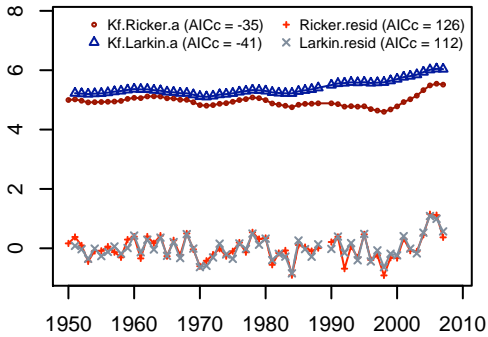 8
Kf.Ricker.a (AICc = -35) Ricker.resid (AICc = 126)
Kf.Larkin.a (AICc = -41) Larkin.resid (AICc = 112)
6
4
2
0
1950 1960 1970 1980 1990 2000 2010